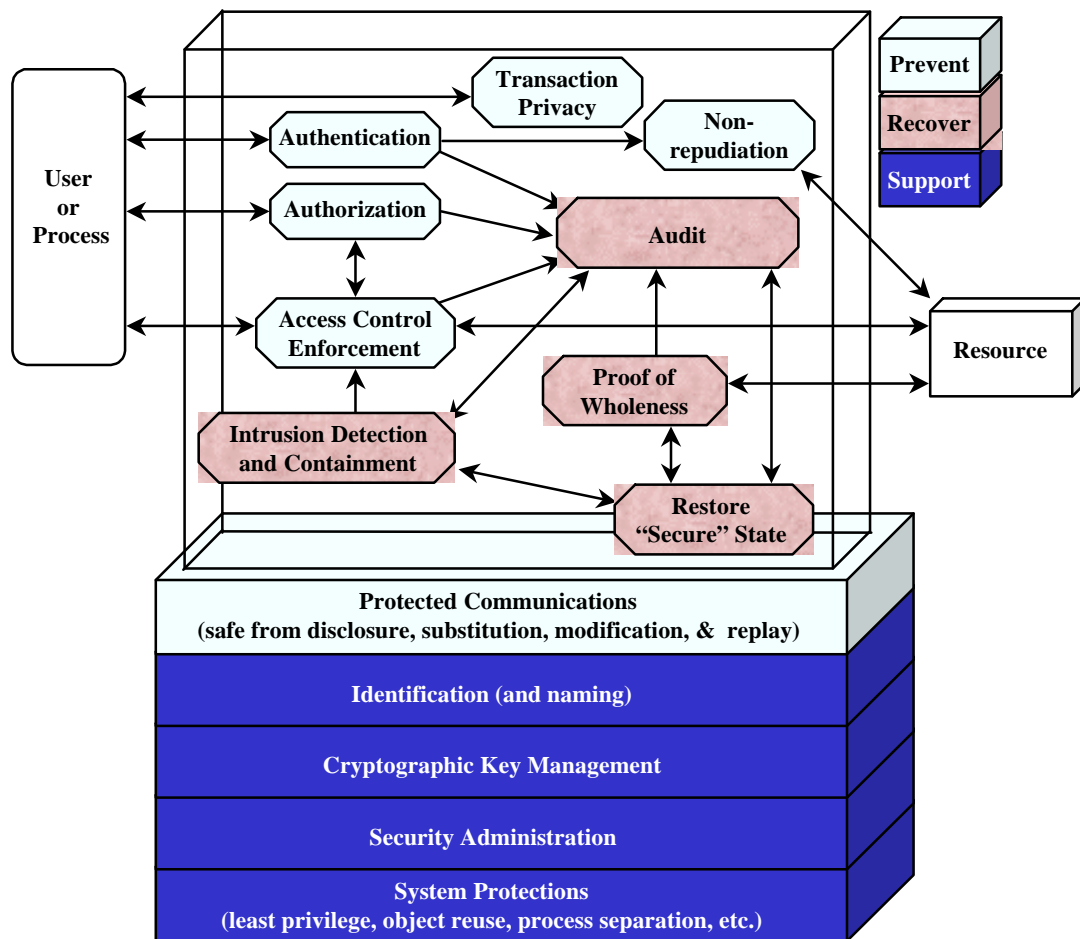 Prevent
Recover
Support
Transaction
Privacy
Authentication
Non-
repudiation
User
or
Process
Authorization
Audit
Access Control
Enforcement
Resource
Proof of
Wholeness
Intrusion Detection
and Containment
Restore
“Secure” State
Protected Communications
(safe from disclosure, substitution, modification, & replay)
Identification (and naming)
Cryptographic Key Management
Security Administration
System Protections
(least privilege, object reuse, process separation, etc.)